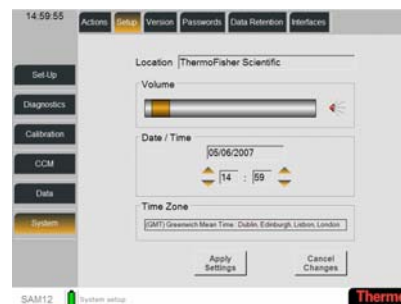 14:59:55
Actions Setup Version Passwords Data Retention Interfaces
Location ThermoFisher Scientific
Set Up
Volume
Diagnostics
Calibration
Date / Time
05/06/2007
CCM
14 : 59
Data
Time Zone
System
(GMT) Greenwich Mean Time : Dublin, Edinburgh, Lisbon, London
Apply Settings
Cancel Changes
SAM12 System setup Thermo